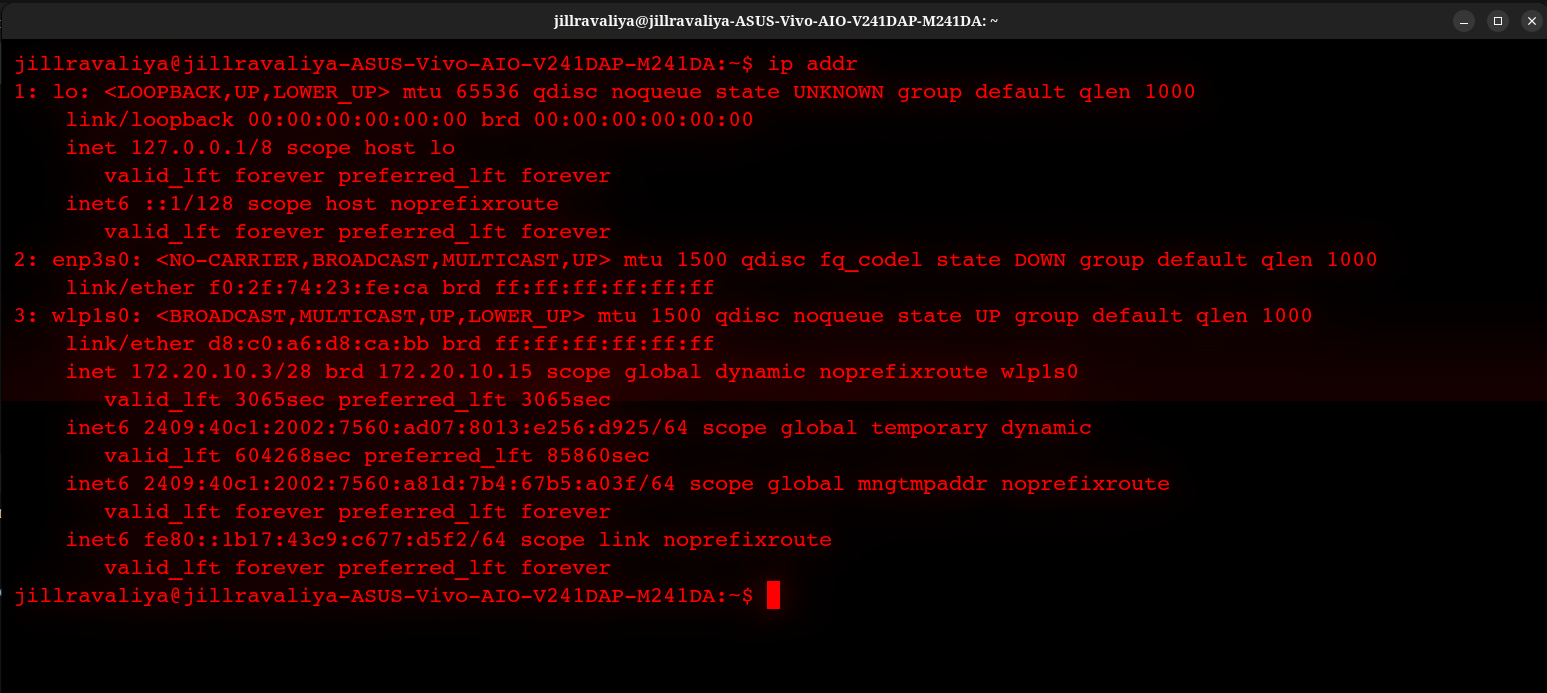 jillravaliya@jillravaliya-ASUS-Vivo-AIO-V241DAP-M241DA: ~
jillravaliya@jillravaliya-ASUS-Vivo-AIO-V241DAP-M241DA:~$ ip addr
1: lo: <LOOPBACK,UP,LOWER_UP> mtu 65536 qdisc noqueue state UNKNOWN group default qlen 1000
    link/loopback 00:00:00:00:00:00 brd 00:00:00:00:00:00
    inet 127.0.0.1/8 scope host lo
       valid_lft forever preferred_lft forever
    inet6 ::1/128 scope host noprefixroute
       valid_lft forever preferred_lft forever
2: enp3s0: <NO-CARRIER,BROADCAST,MULTICAST,UP> mtu 1500 qdisc fq_codel state DOWN group default qlen 1000
    link/ether f0:2f:74:23:fe:ca brd ff:ff:ff:ff:ff:ff
3: wlp1s0: <BROADCAST,MULTICAST,UP,LOWER_UP> mtu 1500 qdisc noqueue state UP group default qlen 1000
    link/ether d8:c0:a6:d8:ca:bb brd ff:ff:ff:ff:ff:ff
    inet 172.20.10.3/28 brd 172.20.10.15 scope global dynamic noprefixroute wlp1s0
       valid_lft 3065sec preferred_lft 3065sec
    inet6 2409:40c1:2002:7560:ad07:8013:e256:d925/64 scope global temporary dynamic
       valid_lft 604268sec preferred_lft 85860sec
    inet6 2409:40c1:2002:7560:a81d:7b4:67b5:a03f/64 scope global mngtmpaddr noprefixroute
       valid_lft forever preferred_lft forever
    inet6 fe80::1b17:43c9:c677:d5f2/64 scope link noprefixroute
       valid_lft forever preferred_lft forever
jillravaliya@jillravaliya-ASUS-Vivo-AIO-V241DAP-M241DA:~$